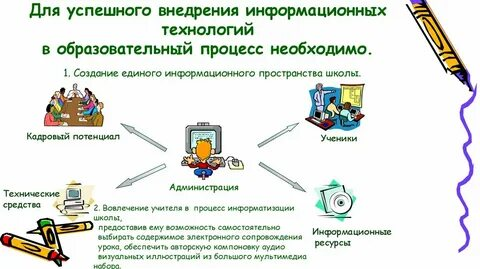 Для успешного внедрения информационных
технологий
в образовательный процесс необходимо.
1. Создание единого информационного пространства школы.
Кадровый потенциал
Ученики
Администрация
Технические
средства
2. Вовлечение учителя в процесс информатизации
школы,
предоставив ему возможность самостоятельно
выбирать содержимое электронного сопровождения
урока, обеспечить авторскую компоновку аудио
визуальных иллюстраций из большого мультимедиа
набора.
Информационные
ресурсы